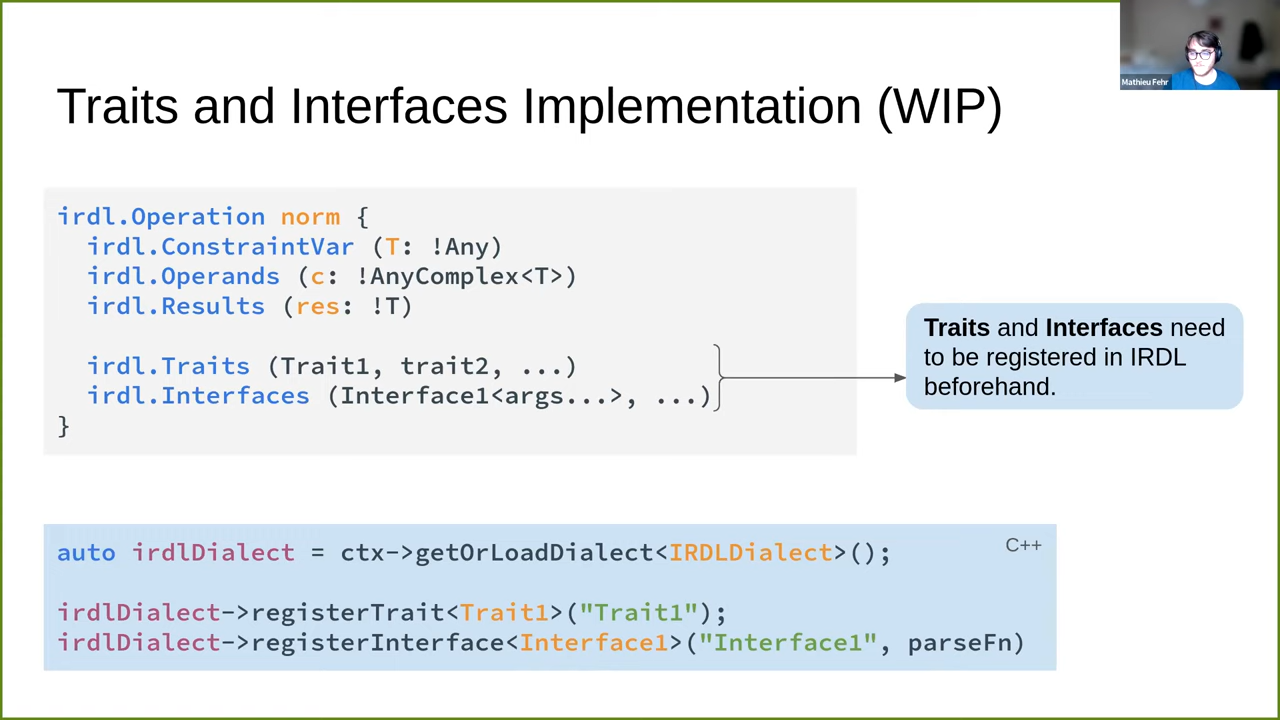 Mathieu Fehr
Traits and Interfaces Implementation (WIP)
irdl.Operation norm {
irdl.ConstraintVar (T: !Any)
irdl.Operands (c: !AnyComplex<T>)
irdl.Results (res: !T)
irdl.Traits (Trait1, trait2, ...)
irdl.Interfaces (Interface1<args...>, ...)
}
Traits and Interfaces need
to be registered in IRDL
beforehand.
auto irdlDialect = ctx->getOrLoadDialect<IRDLDialect>();
C++
irdlDialect->registerTrait<Trait1>("Trait1");
irdlDialect->registerInterface<Interface1>("Interface1", parseFn)